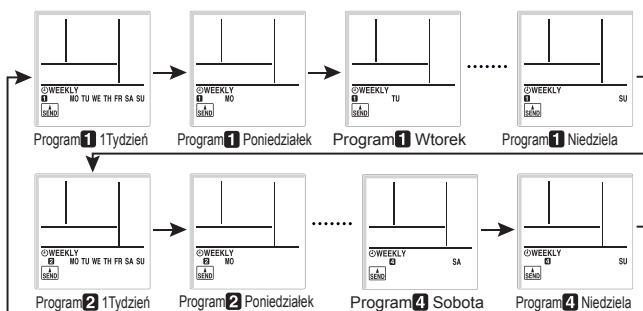 WEEKLY
1 MO TU WE TH FR SA SU
SEND
Program 1 1Tydzień
WEEKLY
1 MO
SEND
Program 1 Poniedziałek
WEEKLY
1 TU
SEND
Program 1 Wtorek
........
WEEKLY
1 SU
SEND
Program 1 Niedziela
WEEKLY
2 MO TU WE TH FR SA SU
SEND
Program 2 1Tydzień
WEEKLY
2 MO
SEND
Program 2 Poniedziałek
........
WEEKLY
4 SA
SEND
Program 4 Sobota
WEEKLY
4 SU
SEND
Program 4 Niedziela